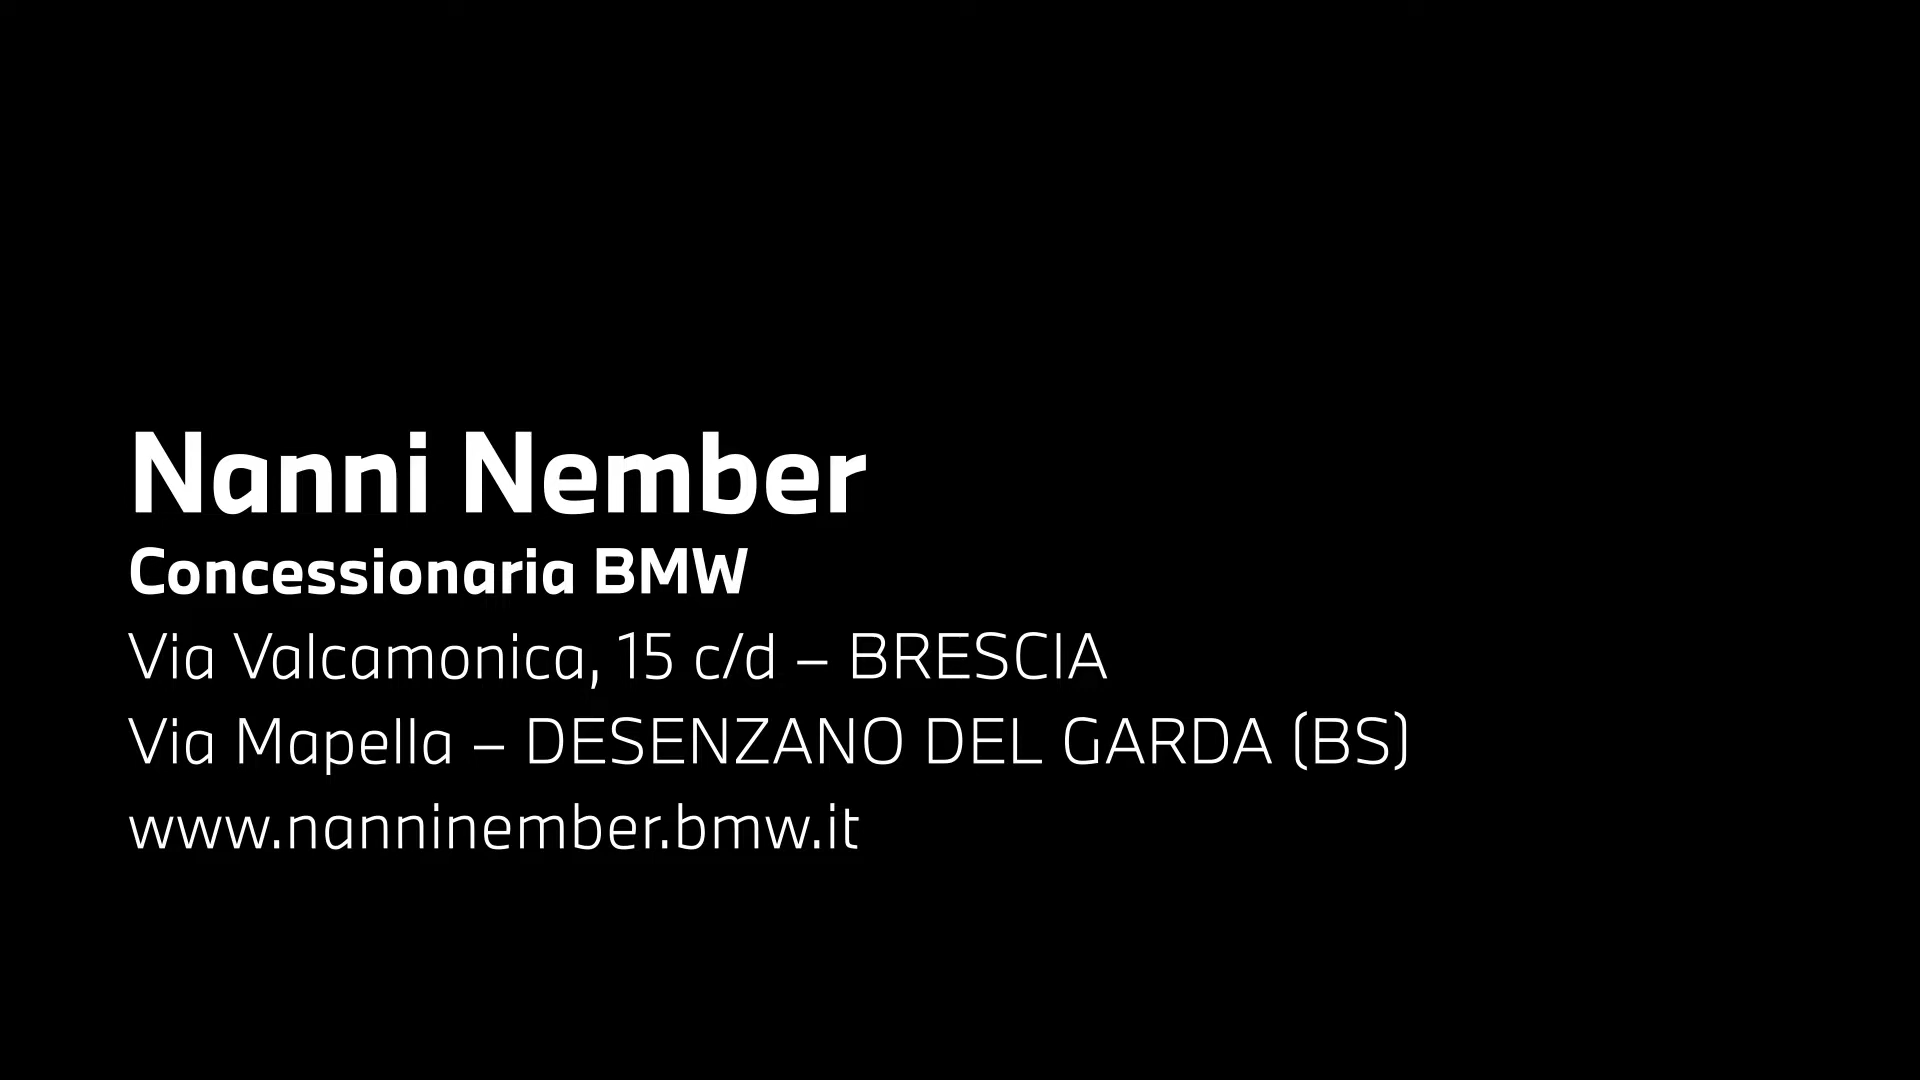 Nanni Nember
Concessionaria BMW
Via Valcamonica, 15 c/d – BRESCIA
Via Mapella – DESENZANO DEL GARDA (BS)
www.nanninember.bmw.it